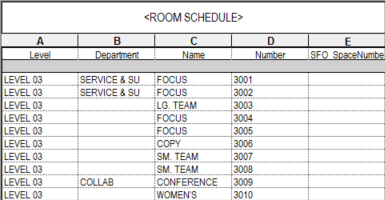 <ROOM SCHEDULE>
A B C D E
Level Department Name Number SFO_SpaceNumbe
LEVEL 03 SERVICE & SU FOCUS 3001
LEVEL 03 SERVICE & SU FOCUS 3002
LEVEL 03 LG. TEAM 3003
LEVEL 03 FOCUS 3004
LEVEL 03 FOCUS 3005
LEVEL 03 COPY 3006
LEVEL 03 SM. TEAM 3007
LEVEL 03 SM. TEAM 3008
LEVEL 03 COLLAB CONFERENCE 3009
LEVEL 03 WOMEN'S 3010